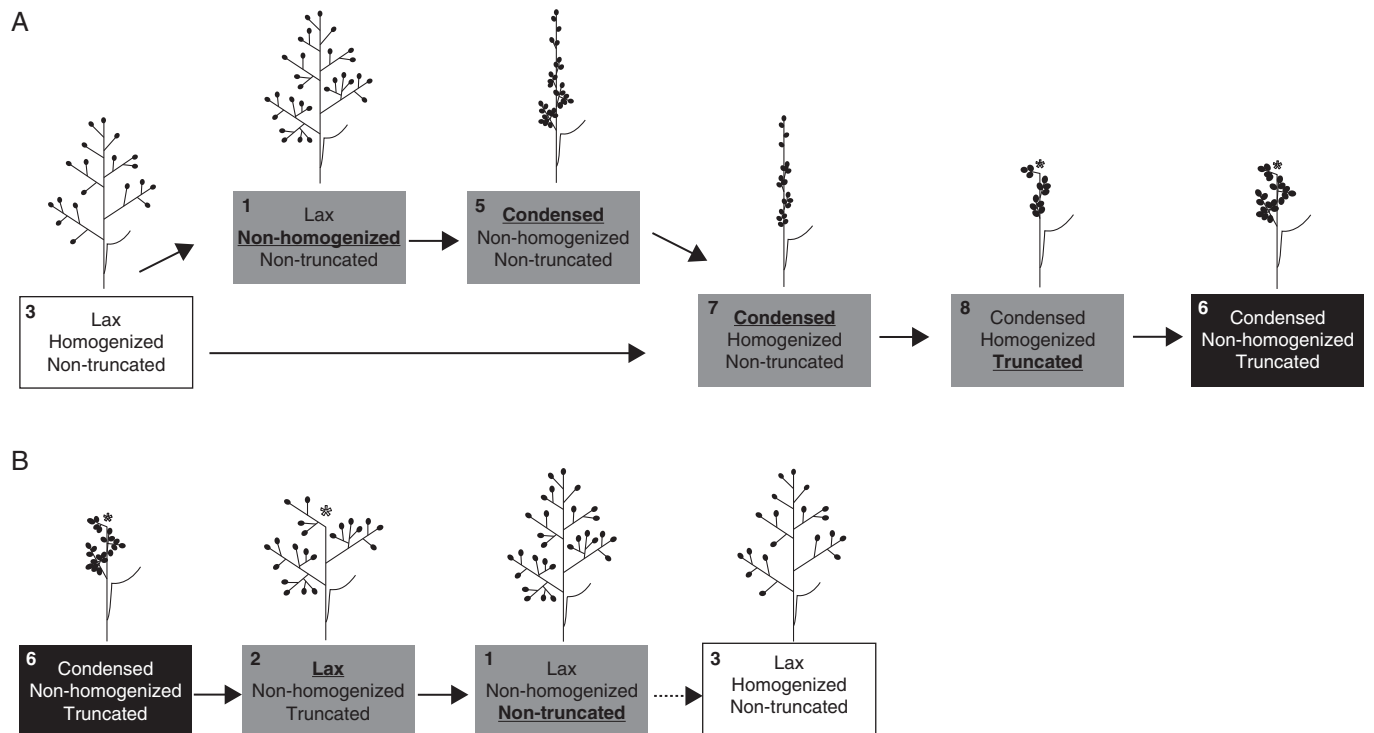 A
1
Lax
Non-homogenized
Non-truncated
5
Condensed
Non-homogenized
Non-truncated
3
Lax
Homogenized
Non-truncated
7
Condensed
Homogenized
Non-truncated
*
8
Condensed
Homogenized
Truncated
*
6
Condensed
Non-homogenized
Truncated
B
*
6
Condensed
Non-homogenized
Truncated
*
2
Lax
Non-homogenized
Truncated
1
Lax
Non-homogenized
Non-truncated
3
Lax
Homogenized
Non-truncated